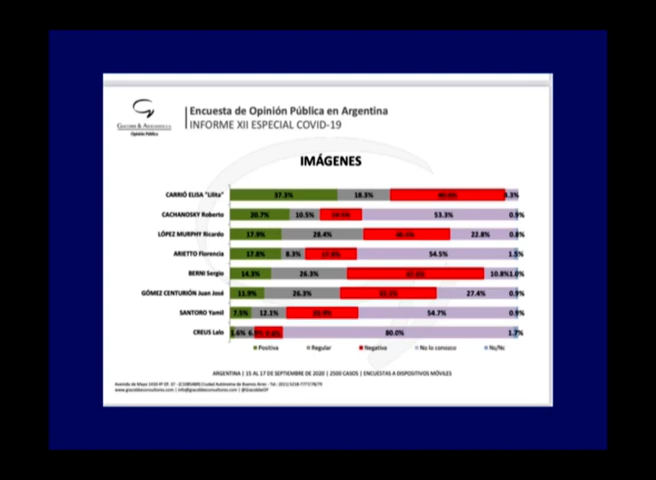 Encuesta de Opinión Pública en Argentina
INFORME XII ESPECIAL COVID-19
Opinión Pública
IMÁGENES
CARRIÓ ELISA "Lilita" 37.3% 18.3%
CACHANOSKY Roberto 20.7% 10.5% 53.3% 0.9%
LÓPEZ MURPHY Ricardo 17.9% 28.4% 22.8% 0.8%
ARIETTO Florencia 17.8% 8.3% 54.5%
BERNI Sergio 14.3% 26.3% 10.8% 1.0%
GÓMEZ CENTURIÓN Juan José 11.9% 26.3% 27.4% 0.9%
SANTORO Yamil 7.5% 12.1% 54.7% 0.9%
CREUS Lalo 80.0% 1.7%
Positiva Regular Negativa No lo conozco Ns/Nc
ARGENTINA | 15 AL 17 DE SEPTIEMBRE DE 2020 | 2500 CASOS | ENCUESTAS A DISPOSITIVOS MÓVILES